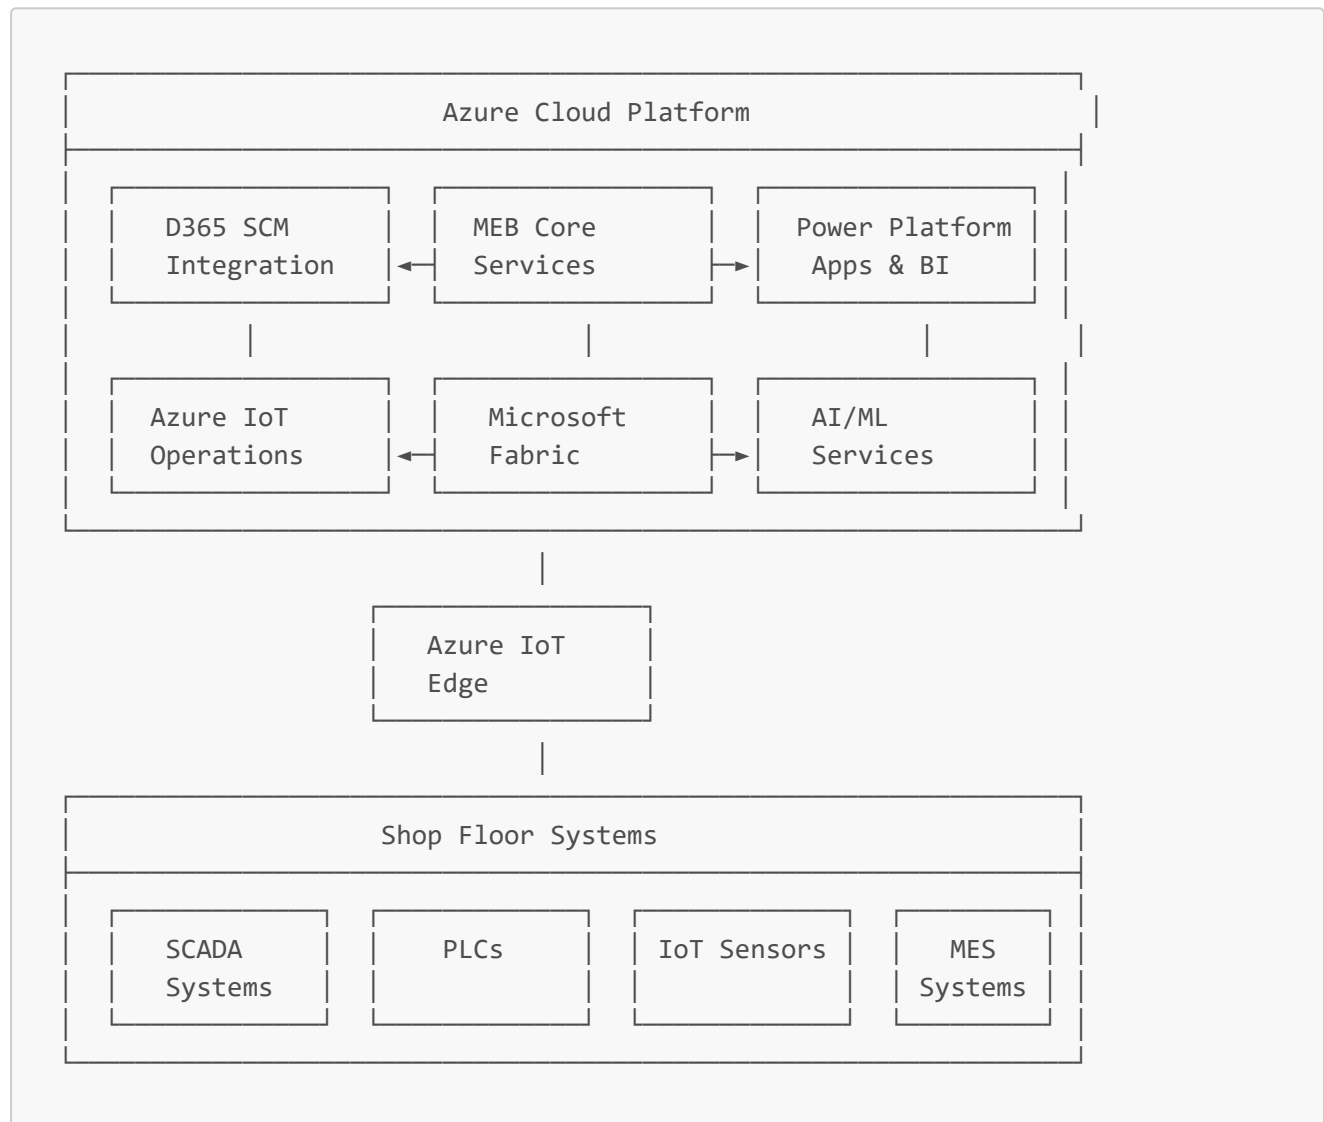 Azure Cloud Platform
D365 SCM MEB Core Power Platform
Integration Services Apps & BI
Azure IoT Microsoft AI/ML
Operations Fabric Services
Azure IoT
Edge
Shop Floor Systems
SCADA PLCs IoT Sensors MES
Systems Systems